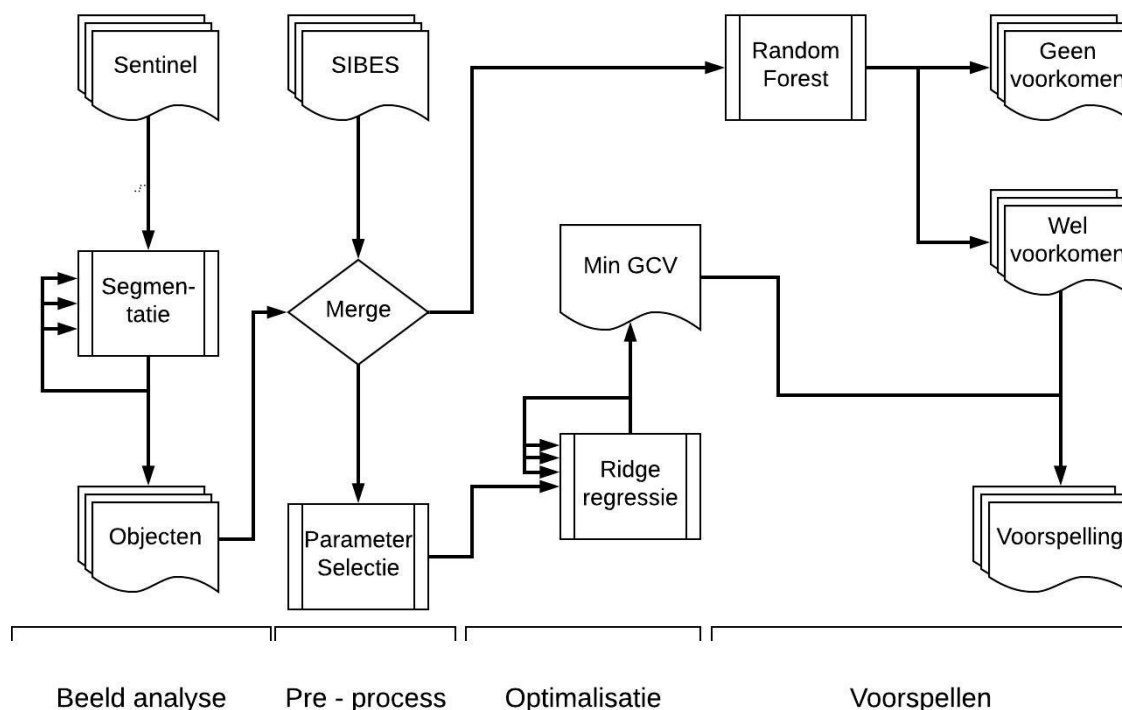 Sentinel
SIBES
Random
Forest
Geen
voorkomen
Wel
voorkomen
Segmen-
tatie
Merge
Min GCV
Objecten
Parameter
Selectie
Ridge
regressie
Voorspelling
Beeld analyse
Pre - process
Optimalisatie
Voorspellen